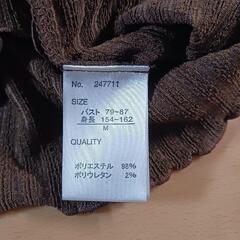 No. 247711
SIZE
バスト 79~87
身長 154~162
M
QUALITY
ポリエステル 98%
ポリウレタン 2%